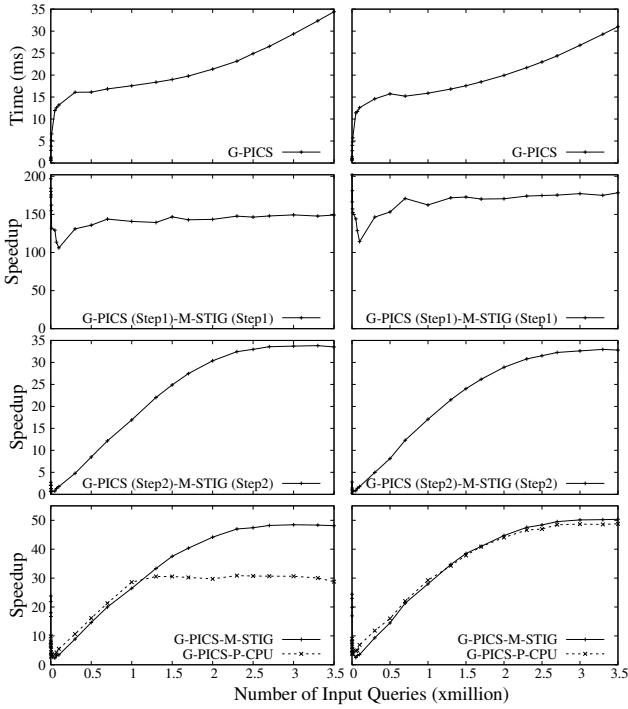 35
30
25
20
15
10
5
0
Time (ms)
G-PICS
G-PICS
200
150
100
50
0
Speedup
G-PICS (Step1)-M-STIG (Step1)
G-PICS (Step1)-M-STIG (Step1)
35
30
25
20
15
10
5
0
Speedup
G-PICS (Step2)-M-STIG (Step2)
G-PICS (Step2)-M-STIG (Step2)
50
40
30
20
10
0
Speedup
G-PICS-M-STIG
G-PICS-P-CPU
G-PICS-M-STIG
G-PICS-P-CPU
0 0.5 1 1.5 2 2.5 3 3.5
0 0.5 1 1.5 2 2.5 3 3.5
Number of Input Queries (xmillion)